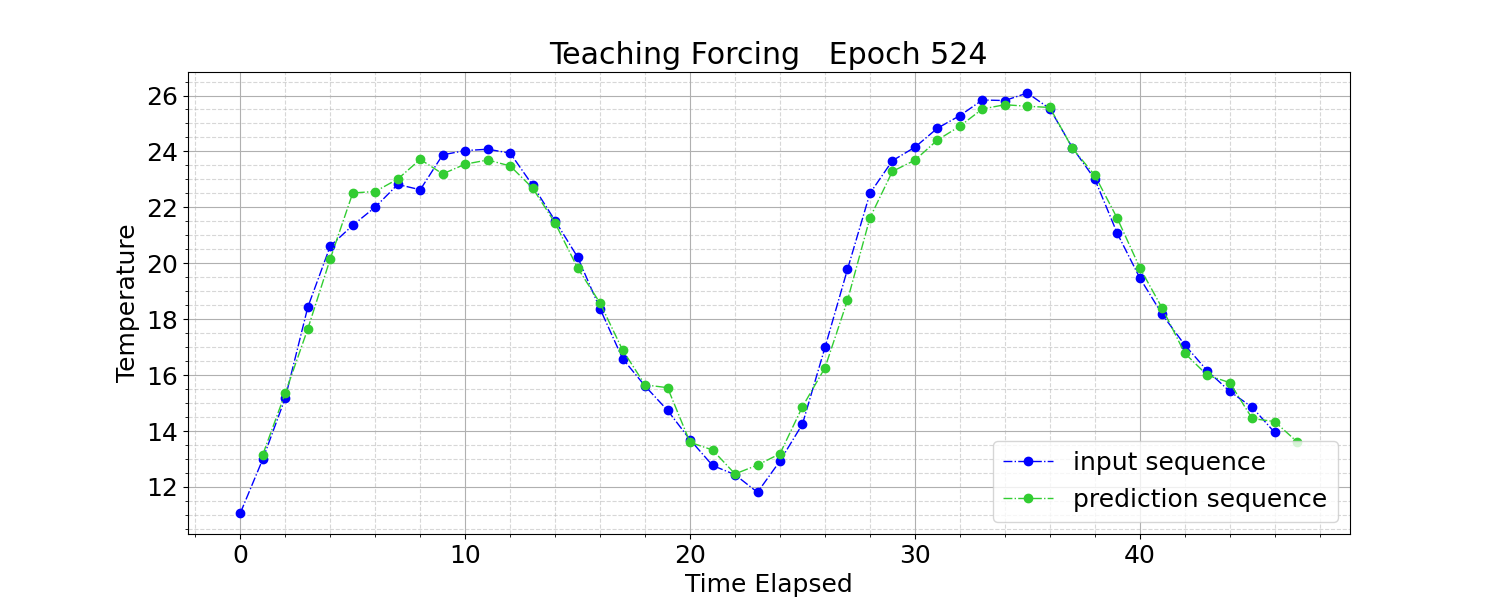 Teaching Forcing   Epoch 524
26
24
22
20
18
16
14
12
Temperature
0 10 20 30 40
Time Elapsed
input sequence
prediction sequence